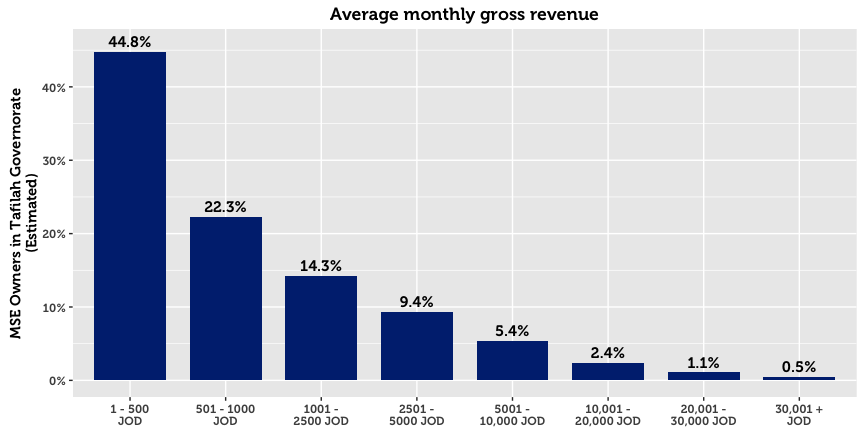 Average monthly gross revenue
MSE Owners in Tafilah Governorate
(Estimated)
40%
30%
20%
10%
0%
44.8%
22.3%
14.3%
9.4%
5.4%
2.4%
1.1%
0.5%
1 - 500
JOD
501 - 1000
JOD
1001 -
2500 JOD
2501 -
5000 JOD
5001 -
10,000 JOD
10,001 -
20,000 JOD
20,001 -
30,000 JOD
30,001 +
JOD